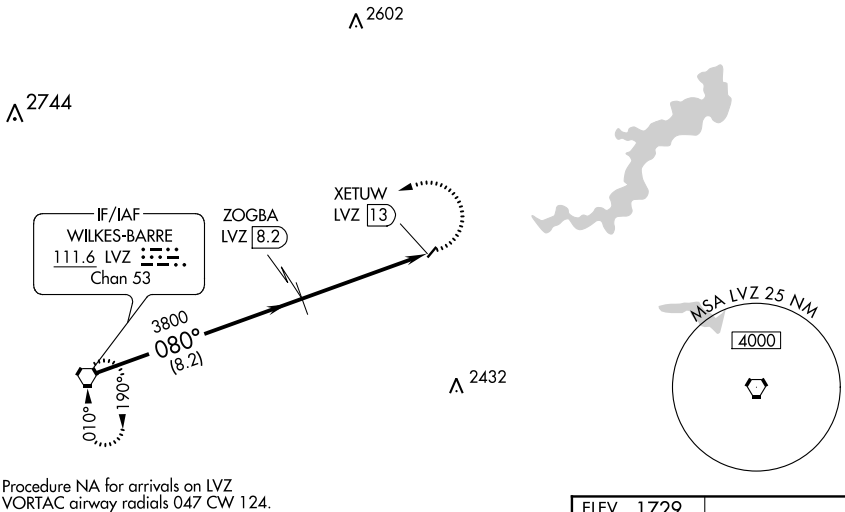 2602
2744
IF/IAF
WILKES-BARRE
111.6 LVZ
Chan 53
ZOGBA
LVZ 8.2
XETUW
LVZ 13
3800
080°
(8.2)
010°
190°
2432
MSA LVZ 25 NM
4000
Procedure NA for arrivals on LVZ
VORTAC airway radials 047 CW 124.
ELEV 1729